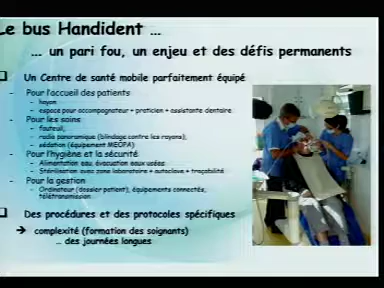 Le bus Handident …
… un pari fou, un enjeu et des défis permanents
❑ Un Centre de santé mobile parfaitement équipé
– Pour l'accueil des patients
– hayon
– espace pour accompagnateur + praticien + assistante dentaire
– Pour les soins
– fauteuil,
– radio panoramique (blindage contre les rayons),
– sédation (équipement MEOPA)
– Pour l'hygiène et la sécurité
– Alimentation eau, évacuation eaux usées
– Stérilisation avec zone laboratoire + autoclave + traçabilité
– Pour la gestion
– Ordinateur (dossier patient), équipements connectés, télétransmission
❑ Des procédures et des protocoles spécifiques
➔ complexité (formation des soignants)
… des journées longues